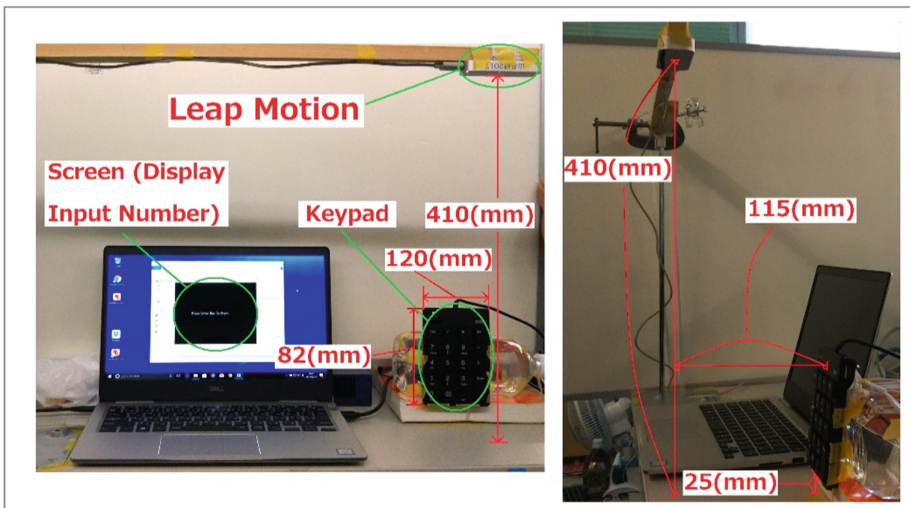 Leap Motion
Screen (Display
Input Number)
Keypad
410(mm)
120(mm)
82(mm)
DELL
410(mm)
115(mm)
25(mm)